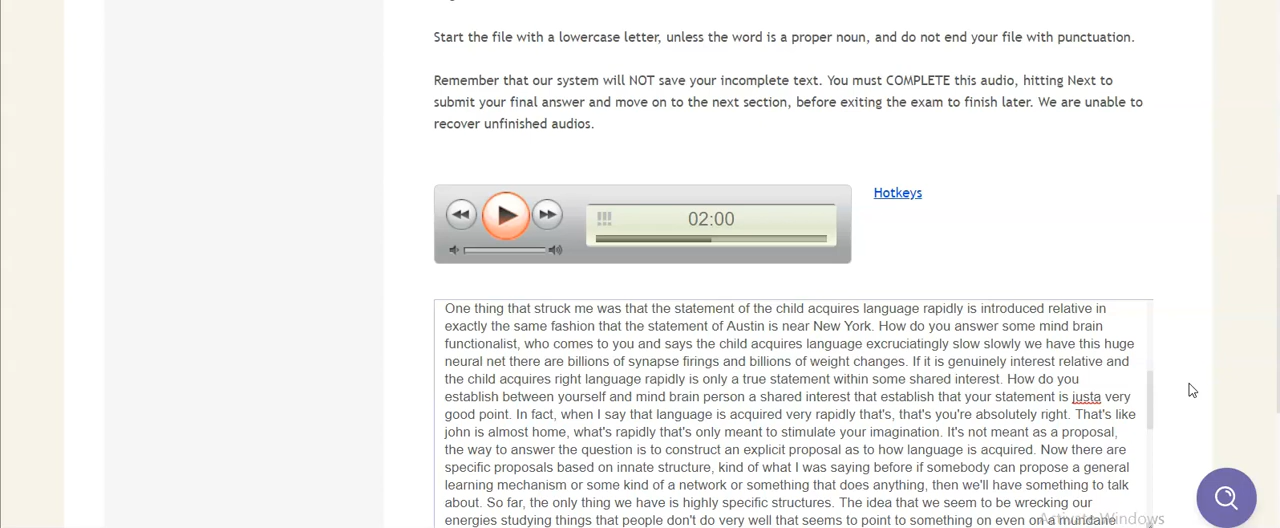 Start the file with a lowercase letter, unless the word is a proper noun, and do not end your file with punctuation.
Remember that our system will NOT save your incomplete text. You must COMPLETE this audio, hitting Next to
submit your final answer and move on to the next section, before exiting the exam to finish later. We are unable to
recover unfinished audios.
Hotkeys
02:00
One thing that struck me was that the statement of the child acquires language rapidly is introduced relative in
exactly the same fashion that the statement of Austin is near New York. How do you answer some mind brain
functionalist, who comes to you and says the child acquires language excruciatingly slow slowly we have this huge
neural net there are billions of synapse firings and billions of weight changes. If it is genuinely interest relative and
the child acquires right language rapidly is only a true statement within some shared interest. How do you
establish between yourself and mind brain person a shared interest that establish that your statement is justa very
good point. In fact, when I say that language is acquired very rapidly that's, that's you're absolutely right. That's like
john is almost home, what's rapidly that's only meant to stimulate your imagination. It's not meant as a proposal,
the way to answer the question is to construct an explicit proposal as to how language is acquired. Now there are
specific proposals based on innate structure, kind of what I was saying before if somebody can propose a general
learning mechanism or some kind of a network or something that does anything, then we'll have something to talk
about. So far, the only thing we have is highly specific structures. The idea that we seem to be wrecking our
energies studying things that people don't do very well that seems to point to something on even on a mundane
Activate Windows